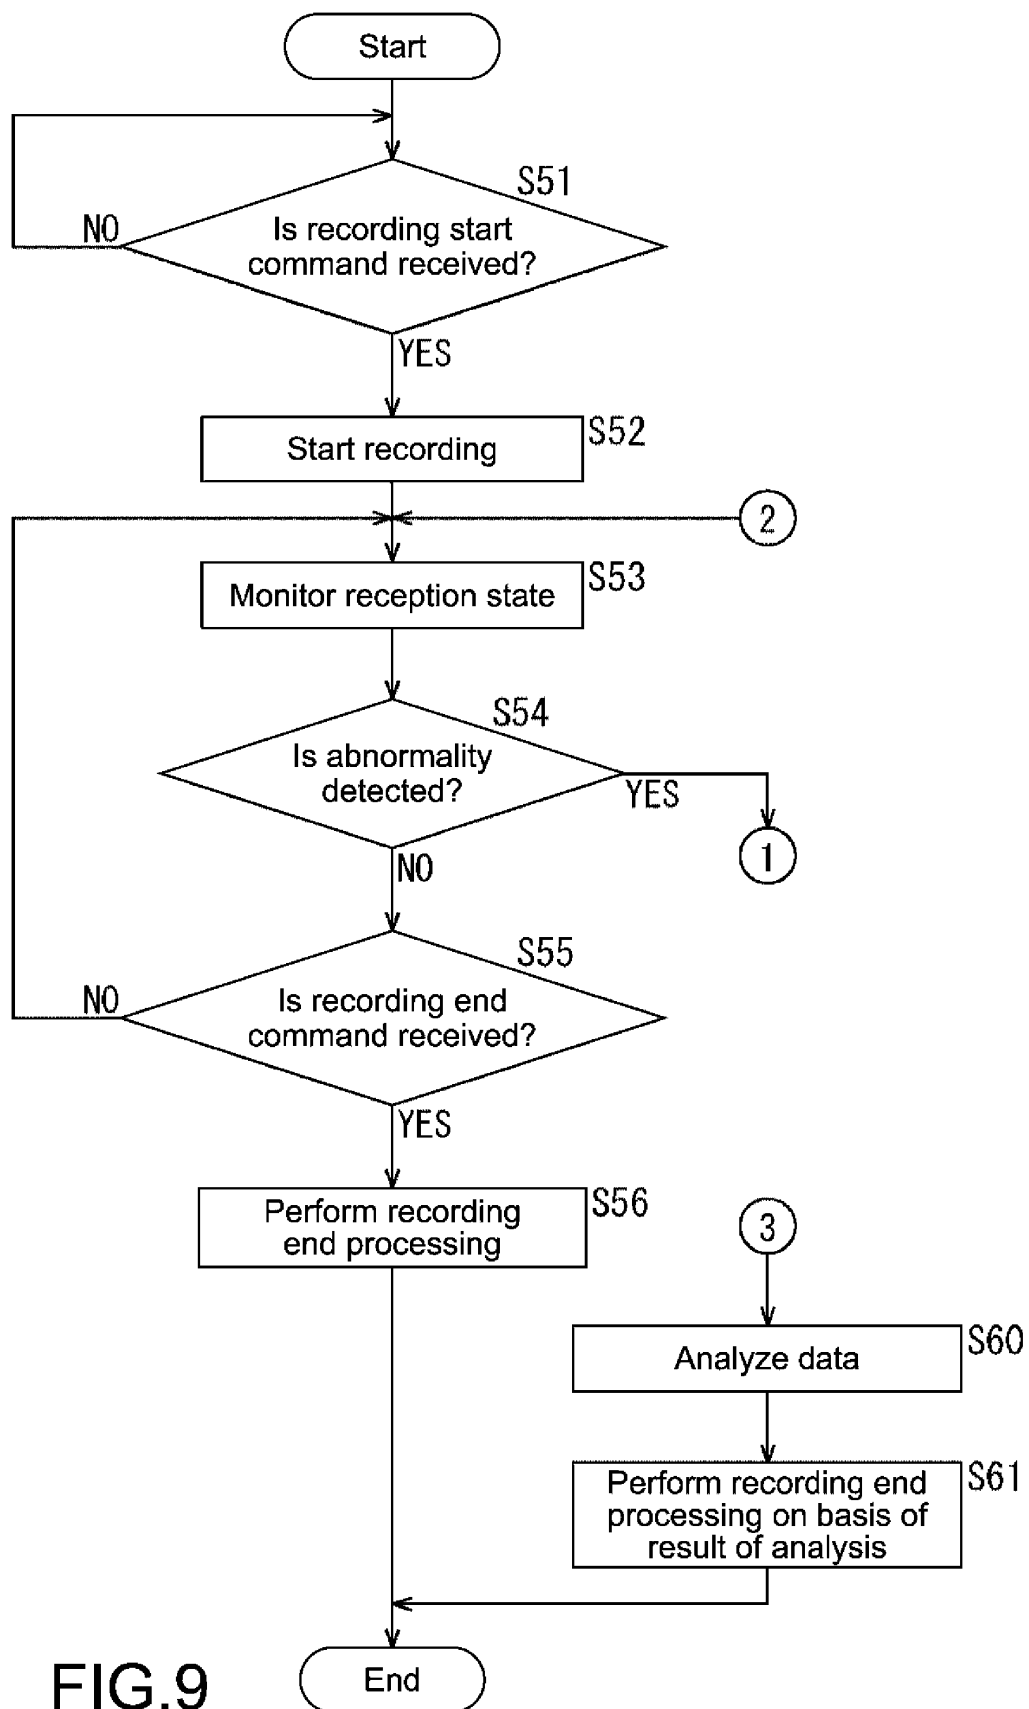 Start
S51
NO
Is recording start
command received?
YES
S52
Start recording
2
S53
Monitor reception state
S54
Is abnormality
detected?
YES
1
NO
S55
NO
Is recording end
command received?
YES
S56
Perform recording
end processing
3
S60
Analyze data
S61
Perform recording end
processing on basis of
result of analysis
End
FIG.9